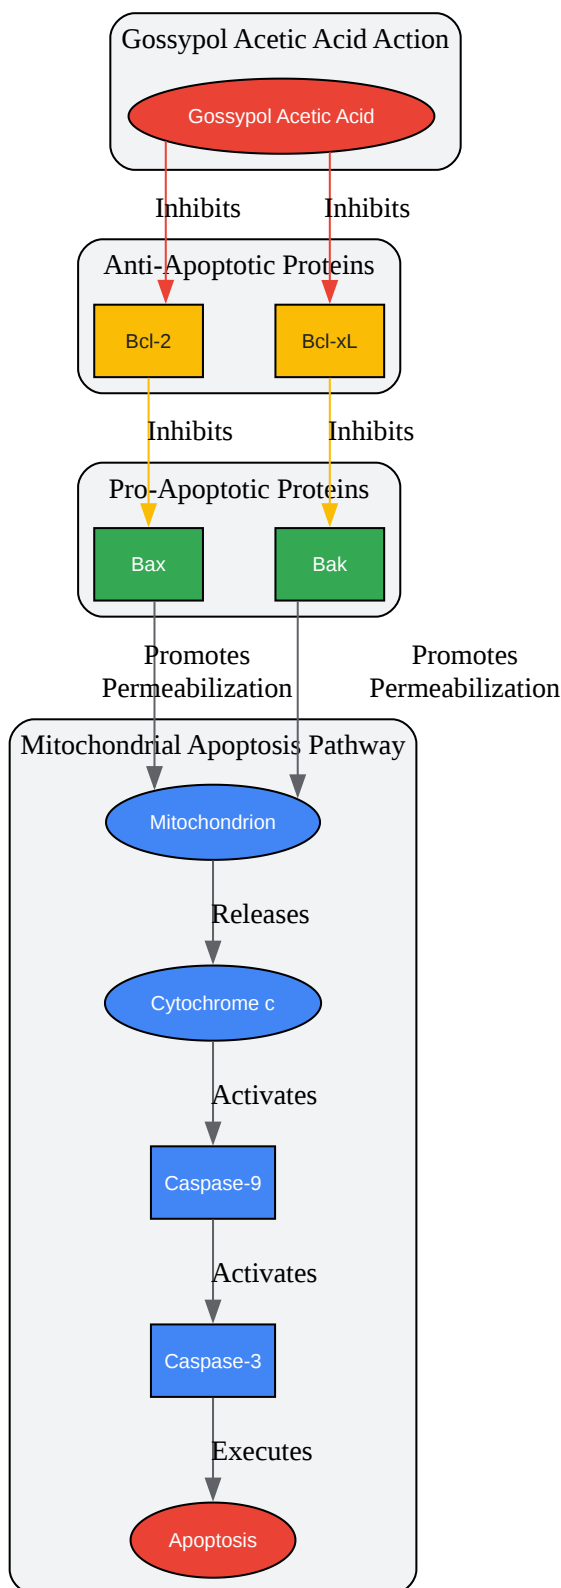 Gossypol Acetic Acid Action
Gossypol Acetic Acid
Inhibits
Inhibits
Anti-Apoptotic Proteins
Bcl-2
Bcl-xL
Inhibits
Inhibits
Pro-Apoptotic Proteins
Bax
Bak
Promotes
Permeabilization
Promotes
Permeabilization
Mitochondrial Apoptosis Pathway
Mitochondrion
Releases
Cytochrome c
Activates
Caspase-9
Activates
Caspase-3
Executes
Apoptosis